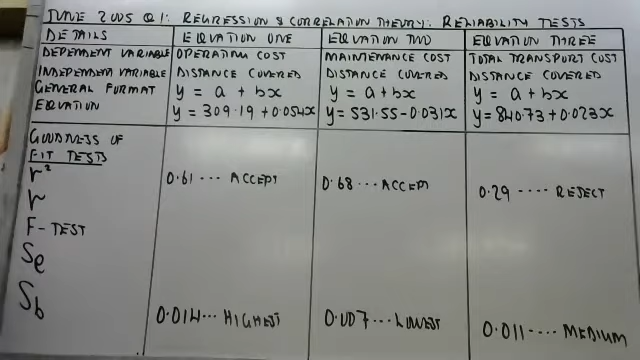 JUNE 2005 Q1: REGRESSION & CORRELATION THEORY: RELIABILITY TESTS
DETAILS EQUATION ONE EQUATION TWO EQUATION THREE
DEPENDENT VARIABLE OPERATING COST MAINTENANCE COST TOTAL TRANSPORT COST
INDEPENDENT VARIABLE DISTANCE COVERED DISTANCE COVERED DISTANCE COVERED
GENERAL FORMAT y = a + bx y = a + bx y = a + bx
EQUATION y = 309.19 + 0.054x y = 531.55 - 0.031x y = 840.73 + 0.023x
GOODNESS OF
FIT TESTS
r² 0.61 ... ACCEPT 0.68 ... ACCEPT 0.29 .... REJECT
r
F-TEST
Se
Sb 0.014 ... HIGHEST 0.007 ... LOWEST 0.011 .... MEDIUM